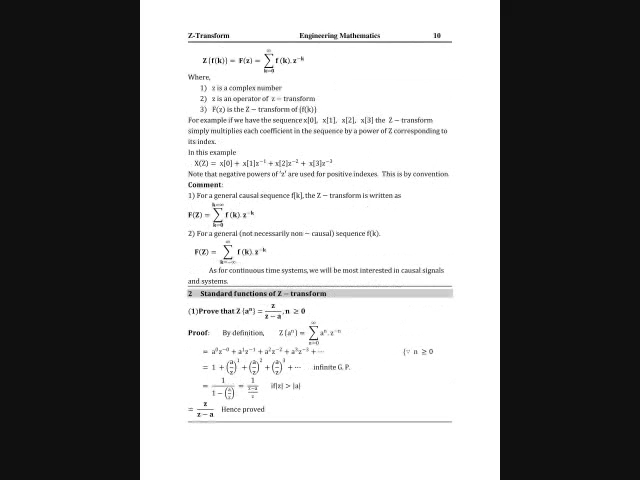 Z-Transform Engineering Mathematics 10
Z {f(k)} = F(z) = ∑_{k=0}^{∞} f (k). z^{−k}
Where,
1) z is a complex number
2) z is an operator of z − transform
3) F(z) is the Z − transform of {f(k)}
For example if we have the sequence x[0], x[1], x[2], x[3] the Z − transform
simply multiplies each coefficient in the sequence by a power of Z corresponding to
its index.
In this example
X(Z) = x[0] + x[1]z^{−1} + x[2]z^{−2} + x[3]z^{−3}
Note that negative powers of 'z' are used for positive indexes. This is by convention.
Comment:
1) For a general causal sequence f[k], the Z − transform is written as
F(Z) = ∑_{k=0}^{k=∞} f (k). z^{−k}
2) For a general (not necessarily non − causal) sequence f(k).
F(Z) = ∑_{k=−∞}^{∞} f (k). z^{−k}
As for continuous time systems, we will be most interested in causal signals
and systems.
2 Standard functions of Z − transform
(1)Prove that Z {aⁿ} = z/(z − a), n ≥ 0
Proof: By definition, Z {aⁿ} = ∑_{n=0}^{∞} aⁿ. z^{−n}
= a⁰z^{−0} + a¹z^{−1} + a²z^{−2} + a³z^{−3} + ⋯ {∵ n ≥ 0
= 1 + (a/z)¹ + (a/z)² + (a/z)³ + ⋯ infinite G. P.
= 1/(1 − (a/z)) = 1/((z−a)/z) if|z| > |a|
= z/(z − a) Hence proved